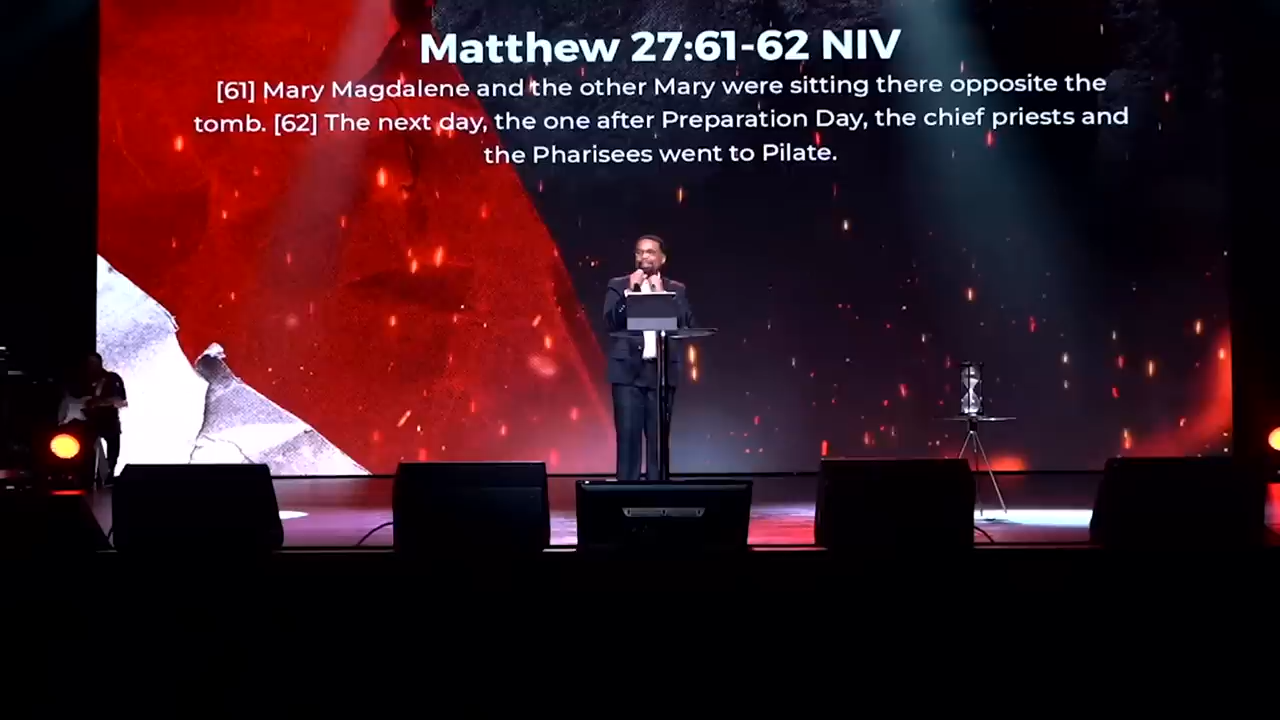 Matthew 27:61-62 NIV
[61] Mary Magdalene and the other Mary were sitting there opposite the
tomb. [62] The next day, the one after Preparation Day, the chief priests and
the Pharisees went to Pilate.